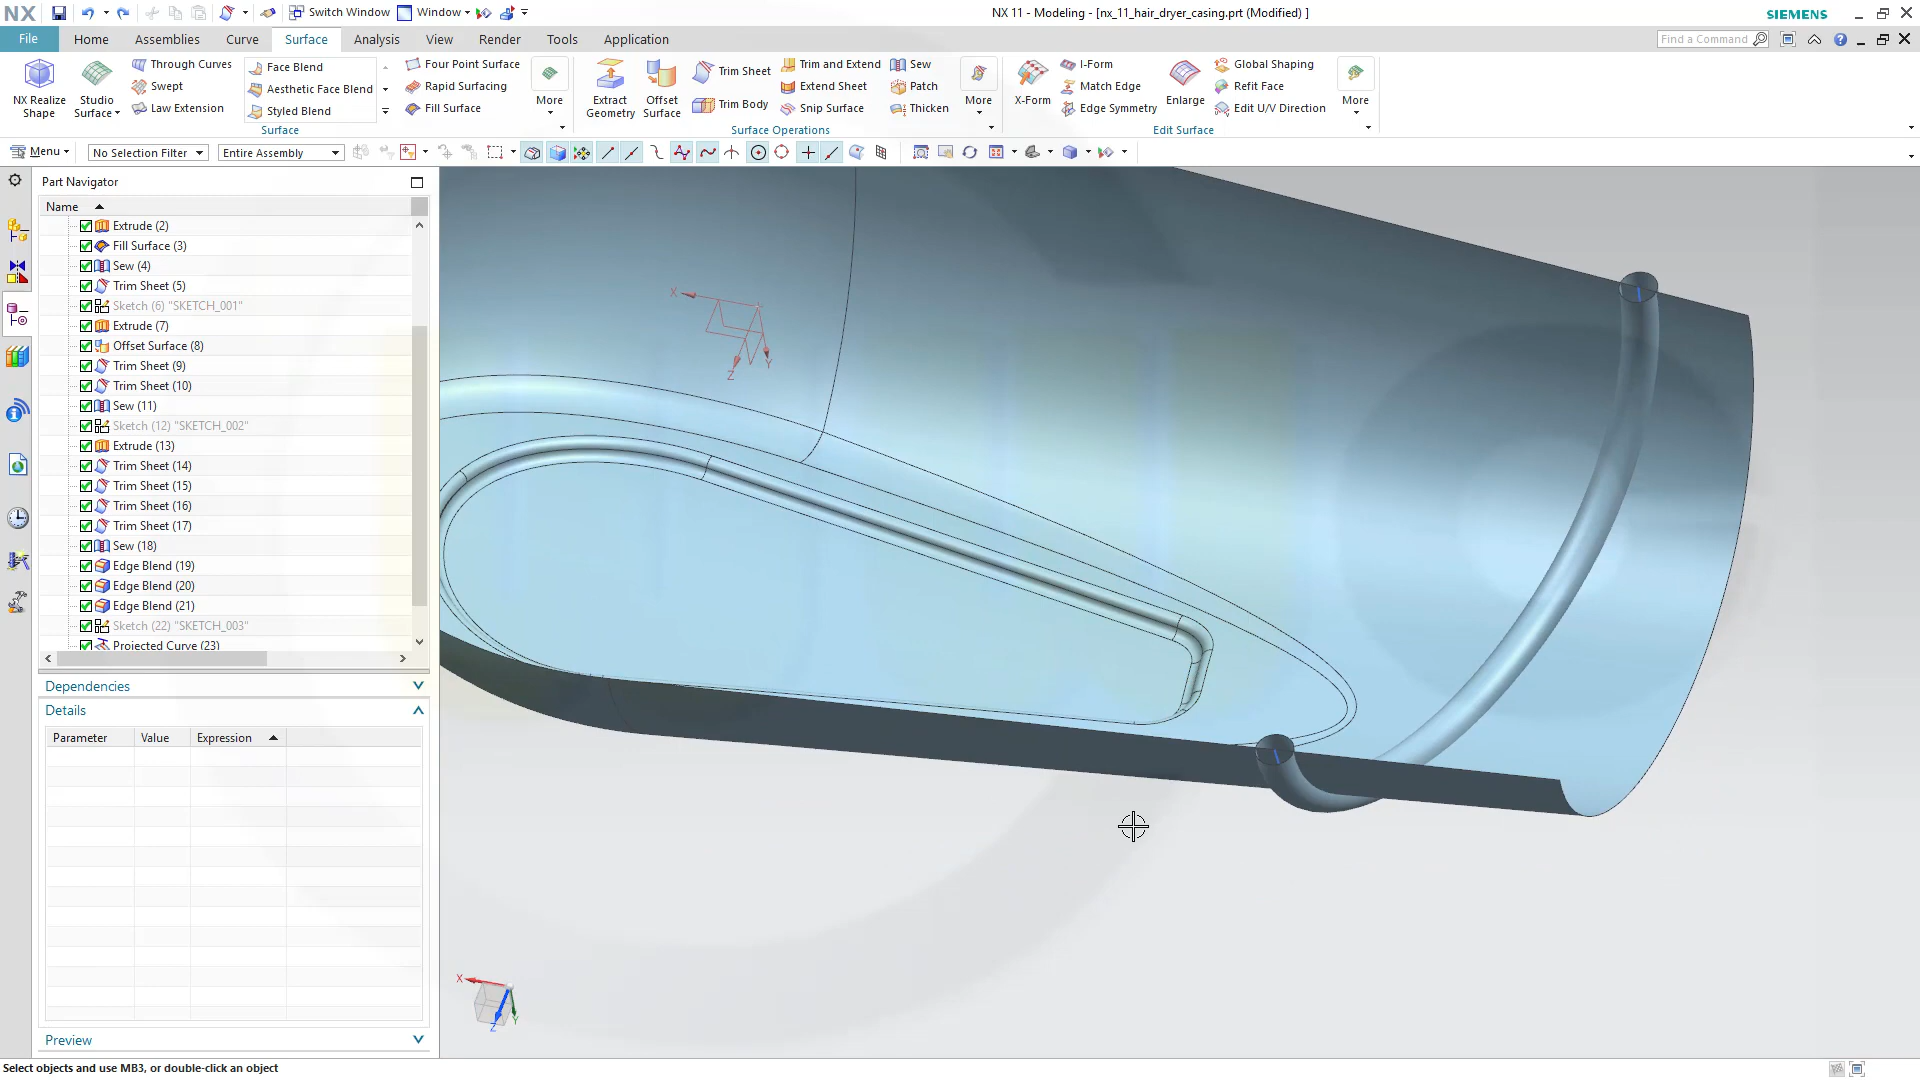 NX
Switch Window
Window
NX 11 - Modeling - [nx_11_hair_dryer_casing.prt (Modified) ]
SIEMENS
File
Home
Assemblies
Curve
Surface
Analysis
View
Render
Tools
Application
Find a Command
NX Realize Shape
Studio Surface
Through Curves
Swept
Law Extension
Face Blend
Aesthetic Face Blend
Styled Blend
Four Point Surface
Rapid Surfacing
Fill Surface
More
Surface
Extract Geometry
Offset Surface
Trim Sheet
Trim Body
Trim and Extend
Extend Sheet
Snip Surface
Sew
Patch
Thicken
More
Surface Operations
X-Form
I-Form
Match Edge
Edge Symmetry
Enlarge
Global Shaping
Refit Face
Edit U/V Direction
More
Edit Surface
Menu
No Selection Filter
Entire Assembly
Part Navigator
Name
Extrude (2)
Fill Surface (3)
Sew (4)
Trim Sheet (5)
Sketch (6) "SKETCH_001"
Extrude (7)
Offset Surface (8)
Trim Sheet (9)
Trim Sheet (10)
Sew (11)
Sketch (12) "SKETCH_002"
Extrude (13)
Trim Sheet (14)
Trim Sheet (15)
Trim Sheet (16)
Trim Sheet (17)
Sew (18)
Edge Blend (19)
Edge Blend (20)
Edge Blend (21)
Sketch (22) "SKETCH_003"
Projected Curve (23)
Dependencies
Details
Parameter
Value
Expression
Preview
X
Y
Z
X
Y
Z
Select objects and use MB3, or double-click an object